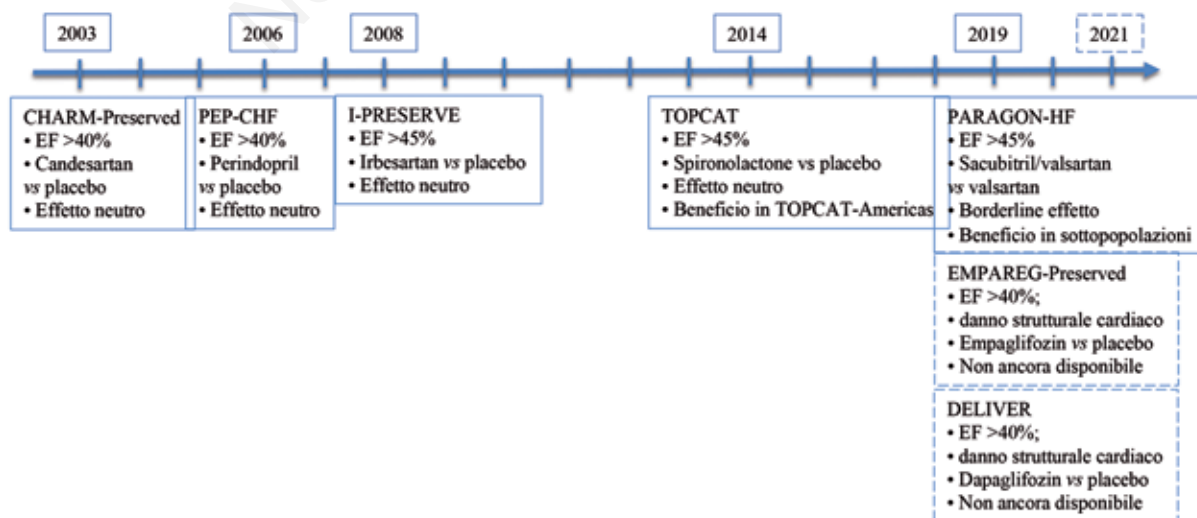 2003
2006
2008
2014
2019
2021
CHARM-Preserved
• EF >40%
• Candesartan
vs placebo
• Effetto neutro
PEP-CHF
• EF >40%
• Perindopril
vs placebo
• Effetto neutro
I-PRESERVE
• EF >45%
• Irbesartan vs placebo
• Effetto neutro
TOPCAT
• EF >45%
• Spironolactone vs placebo
• Effetto neutro
• Beneficio in TOPCAT-Americas
PARAGON-HF
• EF >45%
• Sacubitril/valsartan
vs valsartan
• Borderline effetto
• Beneficio in sottopopolazioni
EMPAREG-Preserved
• EF >40%;
• danno strutturale cardiaco
• Empaglifozin vs placebo
• Non ancora disponibile
DELIVER
• EF >40%;
• danno strutturale cardiaco
• Dapaglifozin vs placebo
• Non ancora disponibile